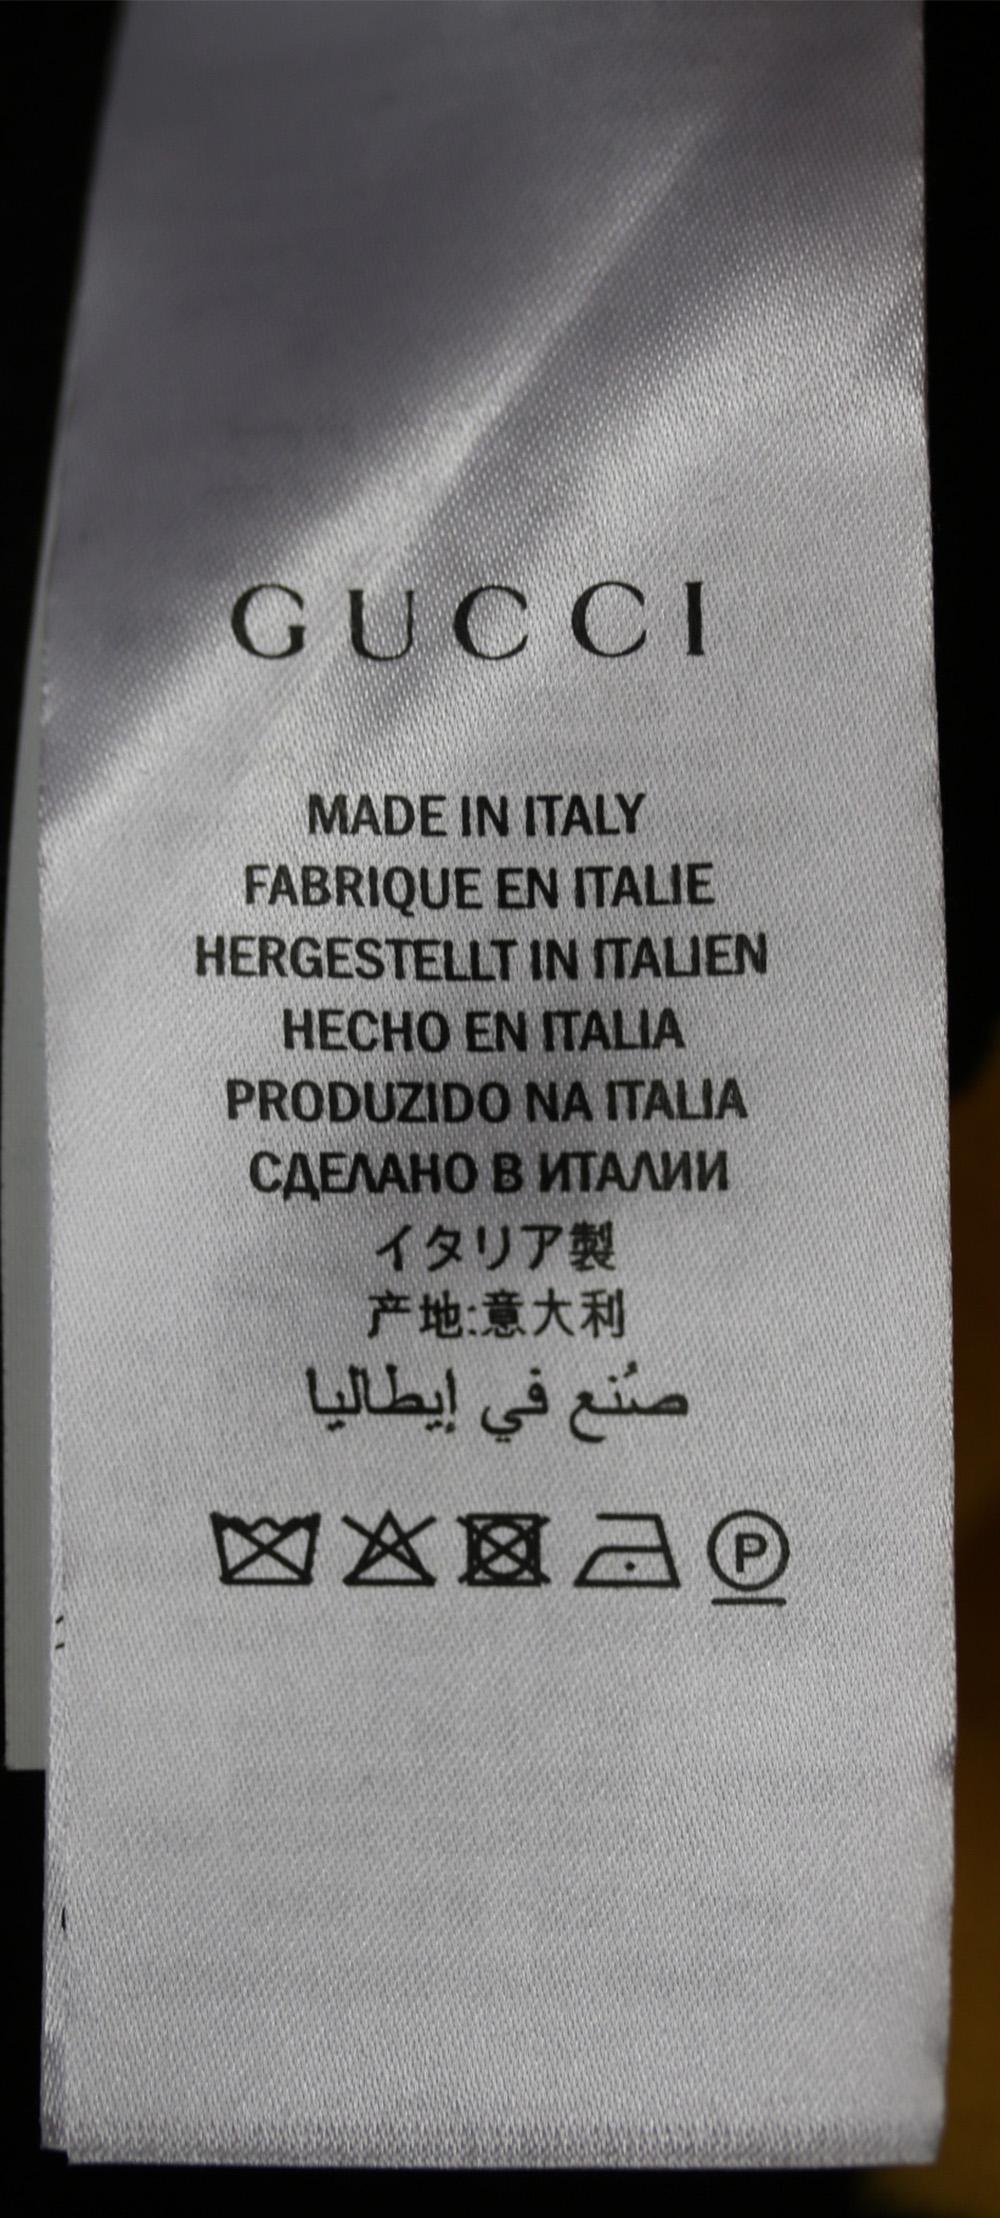 GUCCI
MADE IN ITALY
FABRIQUE EN ITALIE
HERGESTELLT IN ITALIEN
HECHO EN ITALIA
PRODUZIDO NA ITALIA
СДЕЛАНО В ИТАЛИИ
イタリア製
产地:意大利
صُنع في إيطاليا
P